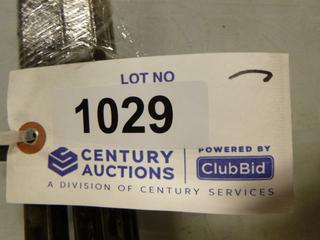 LOT NO
1029
POWERED BY
CENTURY
AUCTIONS
ClubBid
A DIVISION OF CENTURY SERVICES